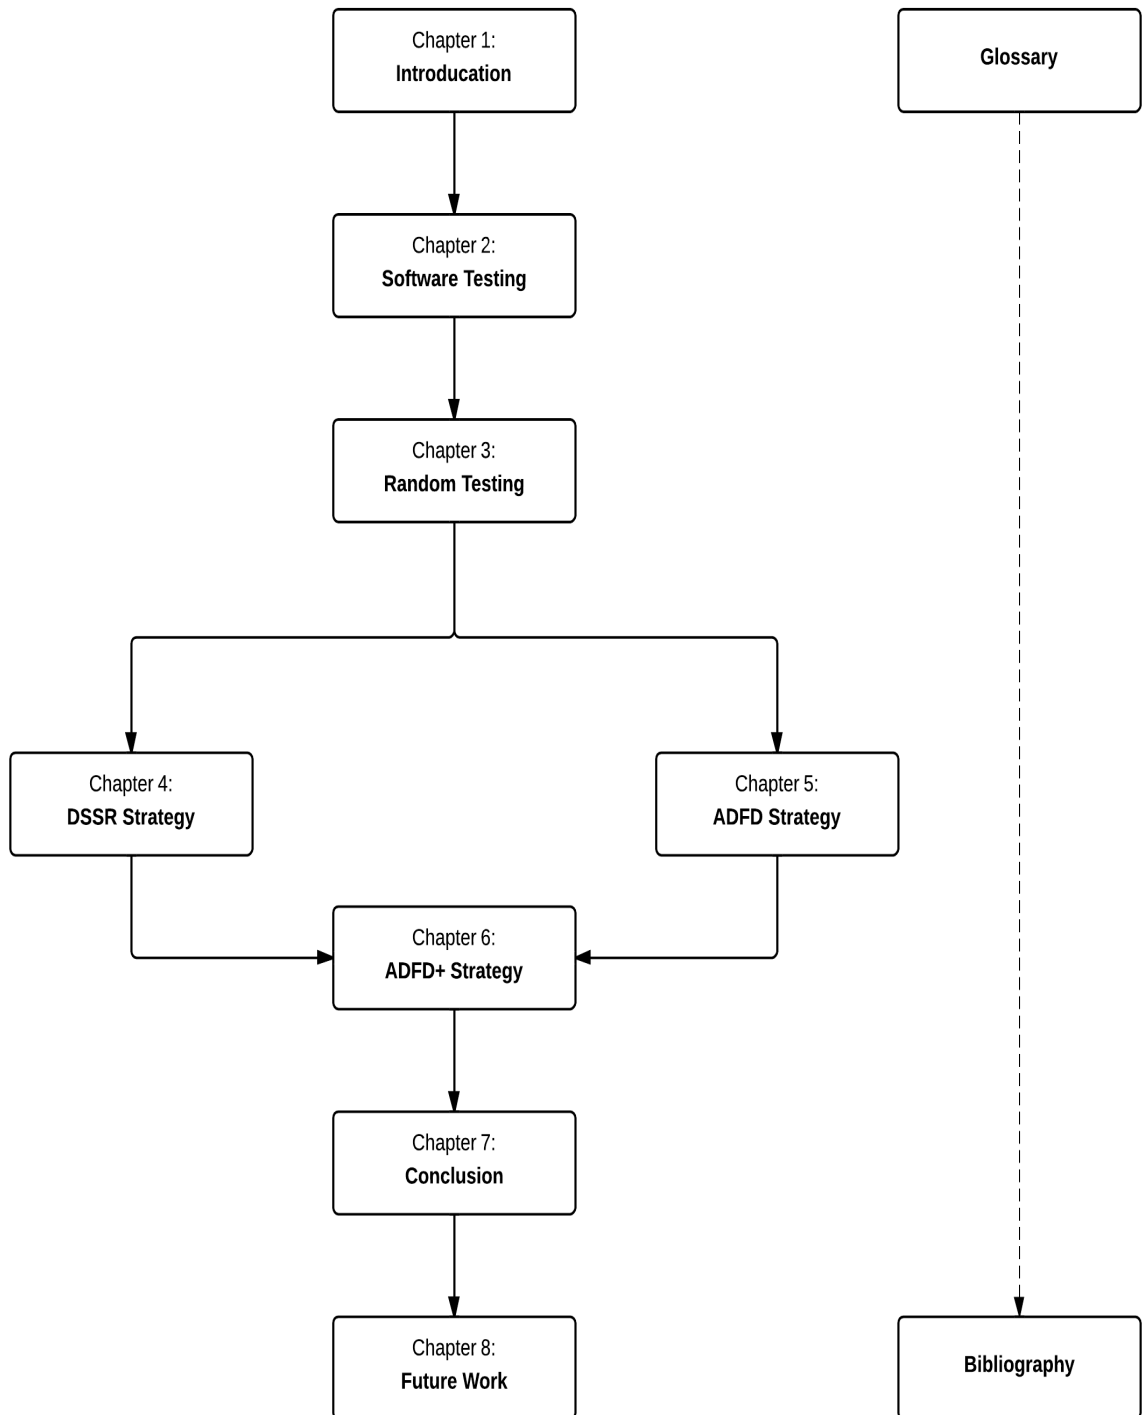 Chapter 1:
Introducation
Glossary
Chapter 2:
Software Testing
Chapter 3:
Random Testing
Chapter 4:
DSSR Strategy
Chapter 5:
ADFD Strategy
Chapter 6:
ADFD+ Strategy
Chapter 7:
Conclusion
Chapter 8:
Future Work
Bibliography